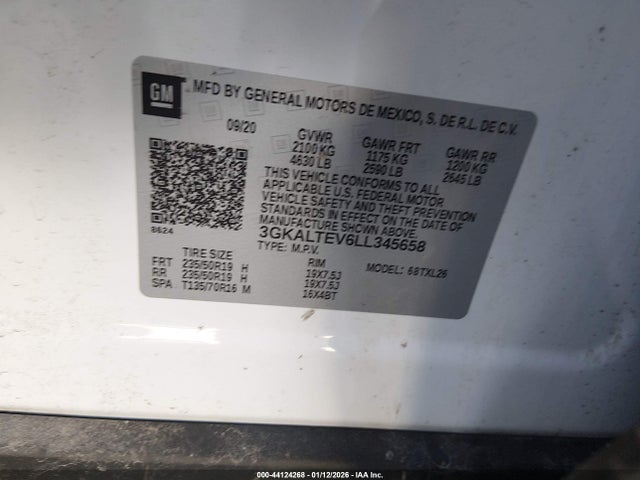 GM
MFD BY GENERAL MOTORS DE MEXICO, S. DE R.L. DE C.V.
09/20
GVWR
2100 KG
4630 LB
GAWR FRT
1175 KG
2590 LB
GAWR RR
1200 KG
2645 LB
THIS VEHICLE CONFORMS TO ALL
APPLICABLE U.S. FEDERAL MOTOR
VEHICLE SAFETY AND THEFT PREVENTION
STANDARDS IN EFFECT ON THE DATE OF
MANUFACTURE SHOWN ABOVE.
3GKALTEV6LL345658
8624
TYPE: M.P.V.
MODEL: 6BTXL26
TIRE SIZE
RIM
FRT 235/50R19 H 19X7.5J
RR 235/50R19 H 19X7.5J
SPA T135/70R16 M 16X4BT
000-44124268 - 01/12/2026 - IAA Inc.